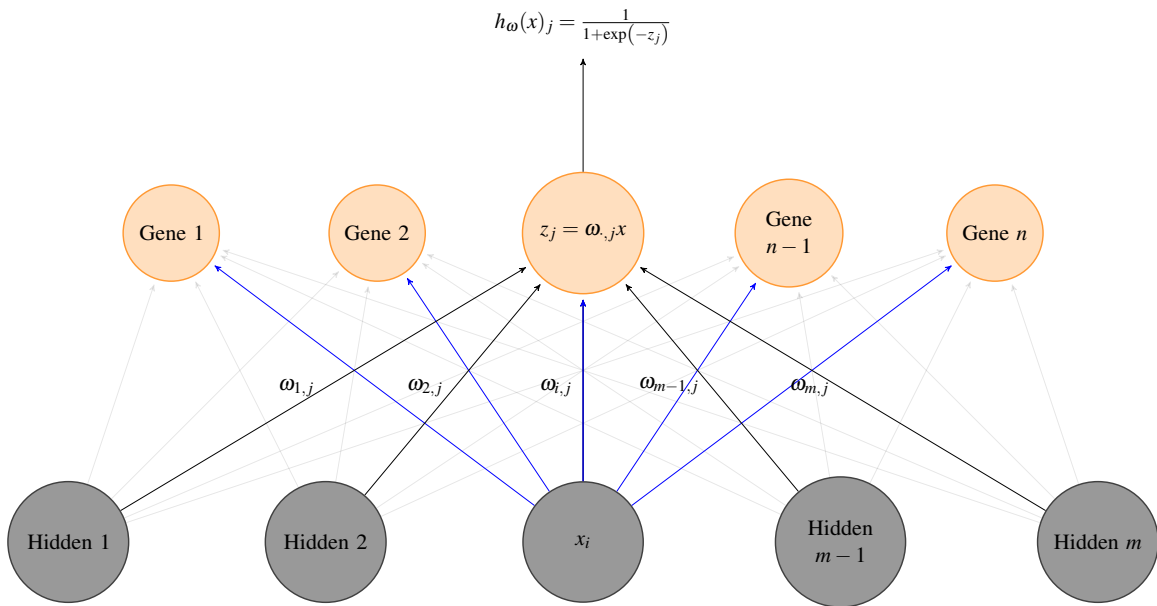 h_ω(x)_j = 1 / (1+exp(−z_j))
Gene 1
Gene 2
z_j = ω_{·,j}x
Gene
n − 1
Gene n
ω_{1,j}
ω_{2,j}
ω_{i,j}
ω_{m−1,j}
ω_{m,j}
Hidden 1
Hidden 2
x_i
Hidden
m − 1
Hidden m